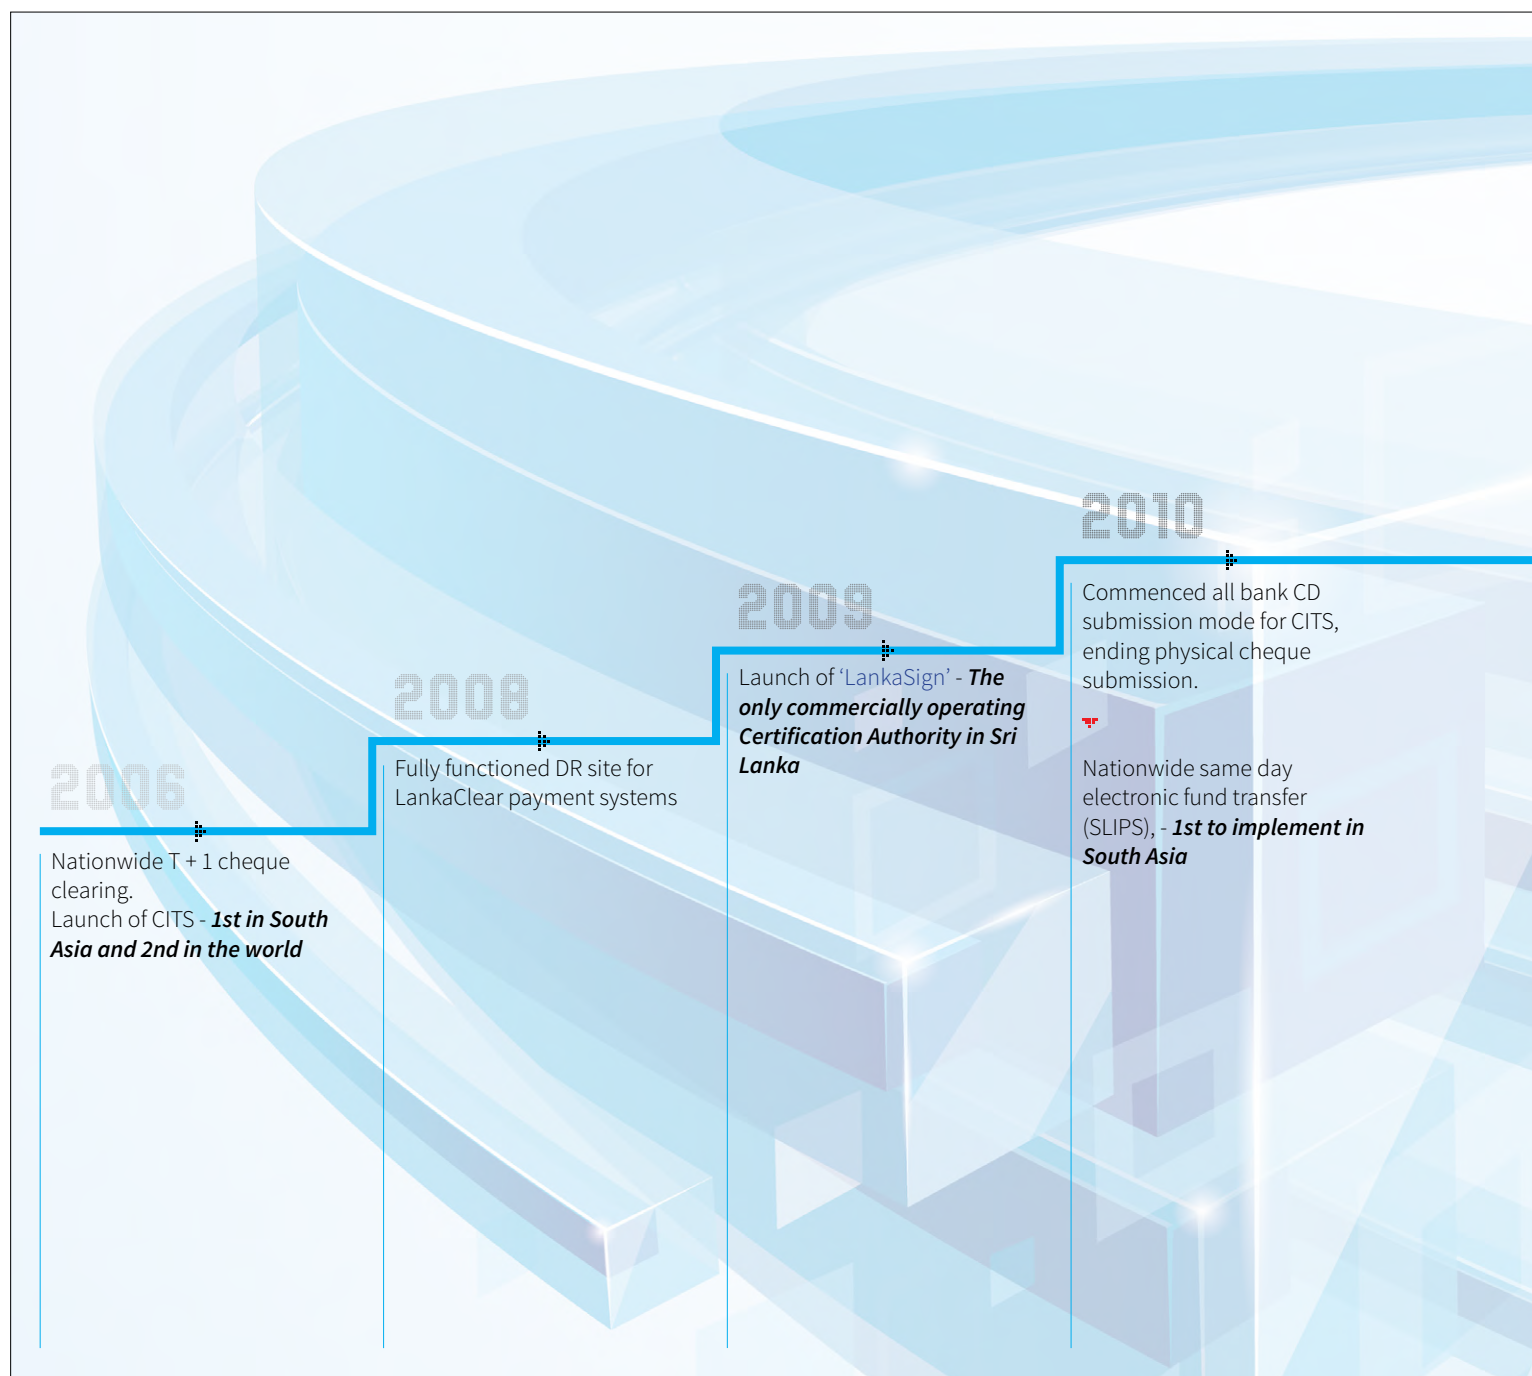 2006
Nationwide T + 1 cheque
clearing.
Launch of CITS - 1st in South
Asia and 2nd in the world
2008
Fully functioned DR site for
LankaClear payment systems
2009
Launch of ‘LankaSign’ - The
only commercially operating
Certification Authority in Sri
Lanka
2010
Commenced all bank CD
submission mode for CITS,
ending physical cheque
submission.
Nationwide same day
electronic fund transfer
(SLIPS), - 1st to implement in
South Asia